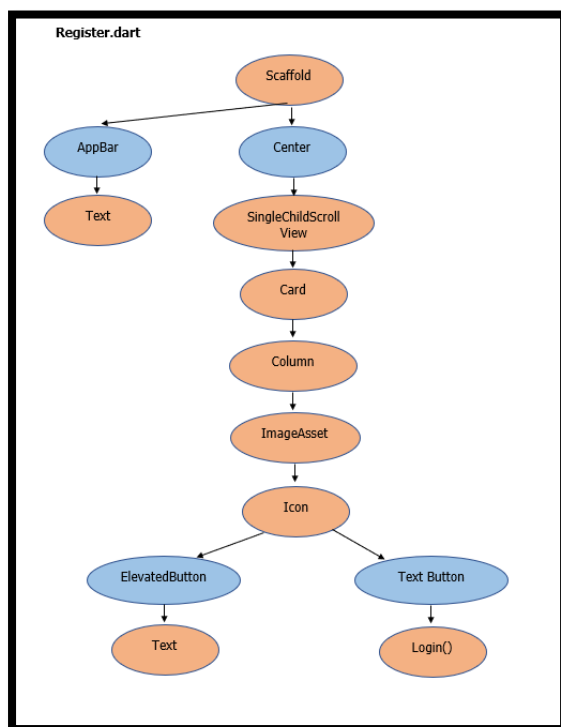 Register.dart
Scaffold
AppBar
Center
Text
SingleChildScroll
View
Card
Column
ImageAsset
Icon
ElevatedButton
Text Button
Text
Login()